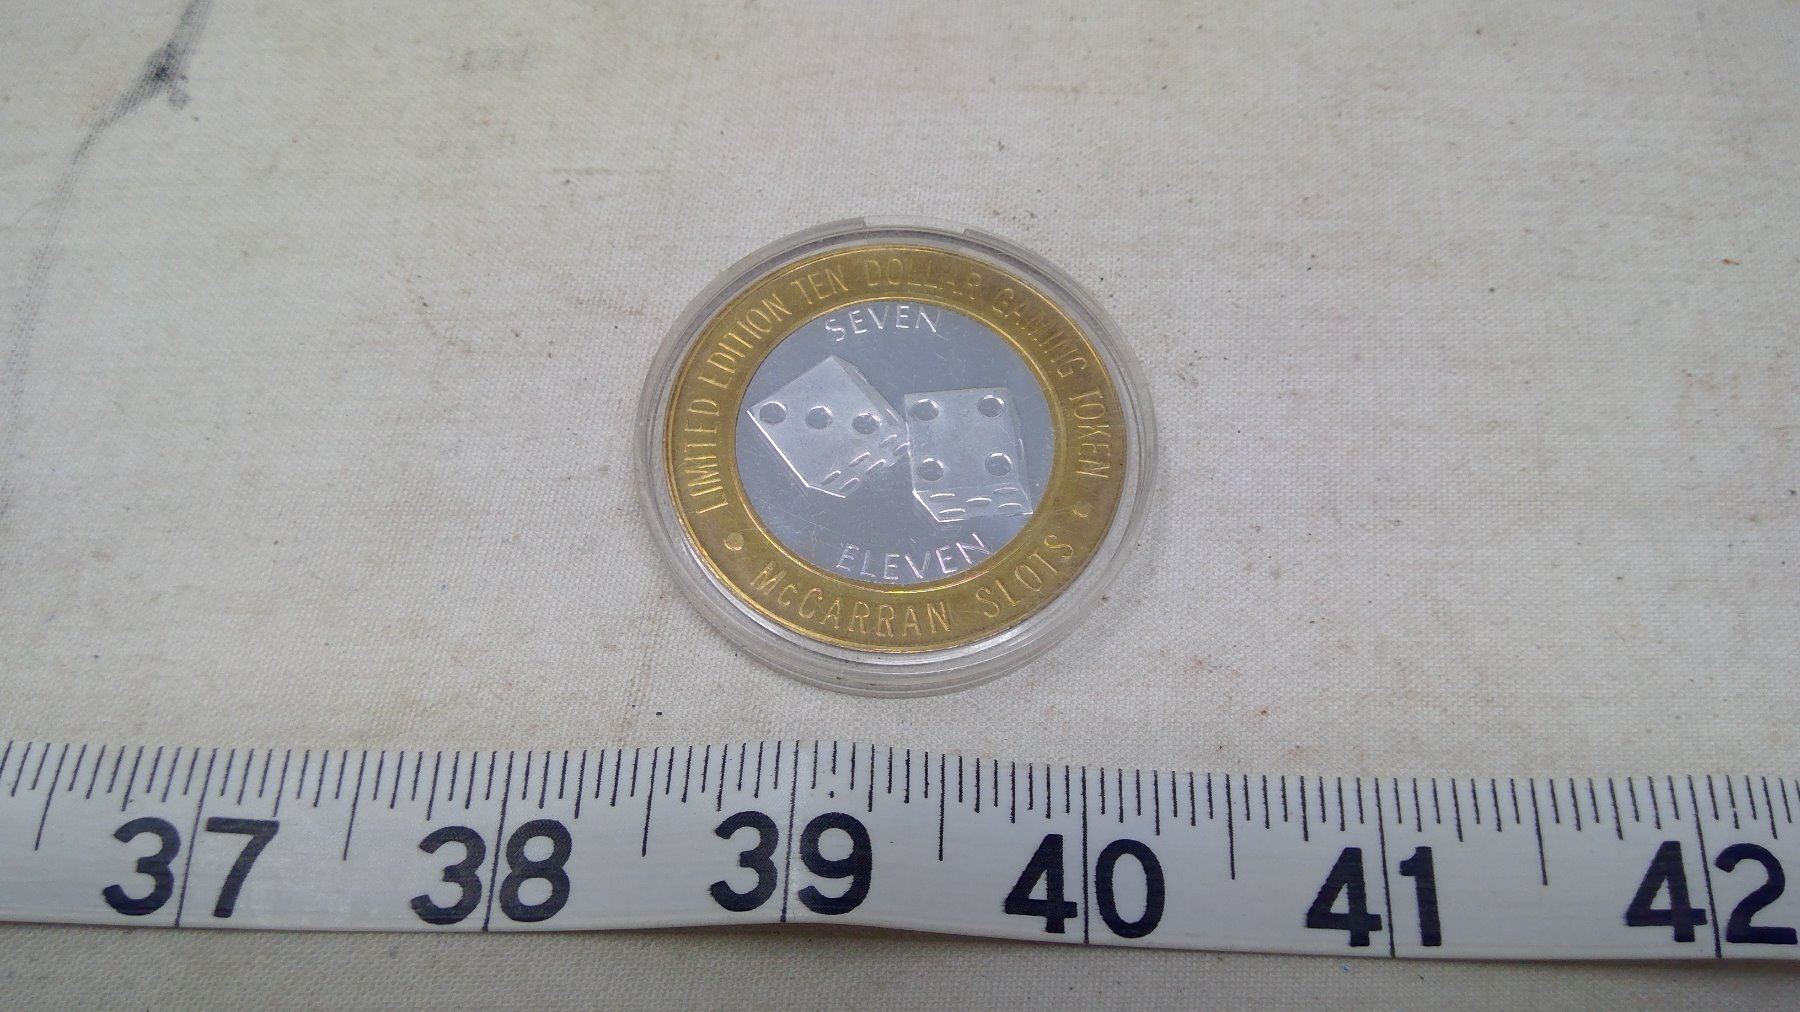 LIMITED EDITION TEN DOLLAR GAMING TOKEN
SEVEN
ELEVEN
• McCARRAN SLOTS •
37 38 39 40 41 42